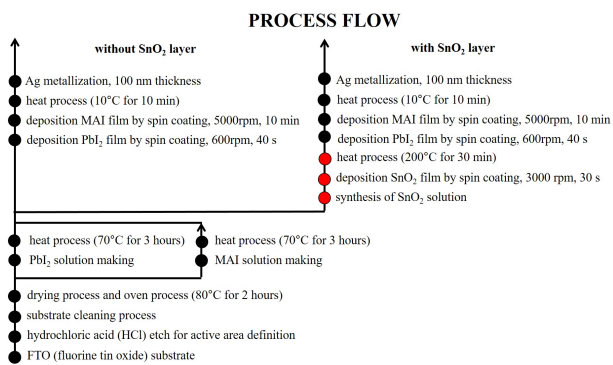 PROCESS FLOW
without SnO₂ layer
Ag metallization, 100 nm thickness
heat process (10°C for 10 min)
deposition MAI film by spin coating, 5000rpm, 10 min
deposition PbI₂ film by spin coating, 600rpm, 40 s
with SnO₂ layer
Ag metallization, 100 nm thickness
heat process (10°C for 10 min)
deposition MAI film by spin coating, 5000rpm, 10 min
deposition PbI₂ film by spin coating, 600rpm, 40 s
heat process (200°C for 30 min)
deposition SnO₂ film by spin coating, 3000 rpm, 30 s
synthesis of SnO₂ solution
heat process (70°C for 3 hours)
PbI₂ solution making
heat process (70°C for 3 hours)
MAI solution making
drying process and oven process (80°C for 2 hours)
substrate cleaning process
hydrochloric acid (HCl) etch for active area definition
FTO (fluorine tin oxide) substrate